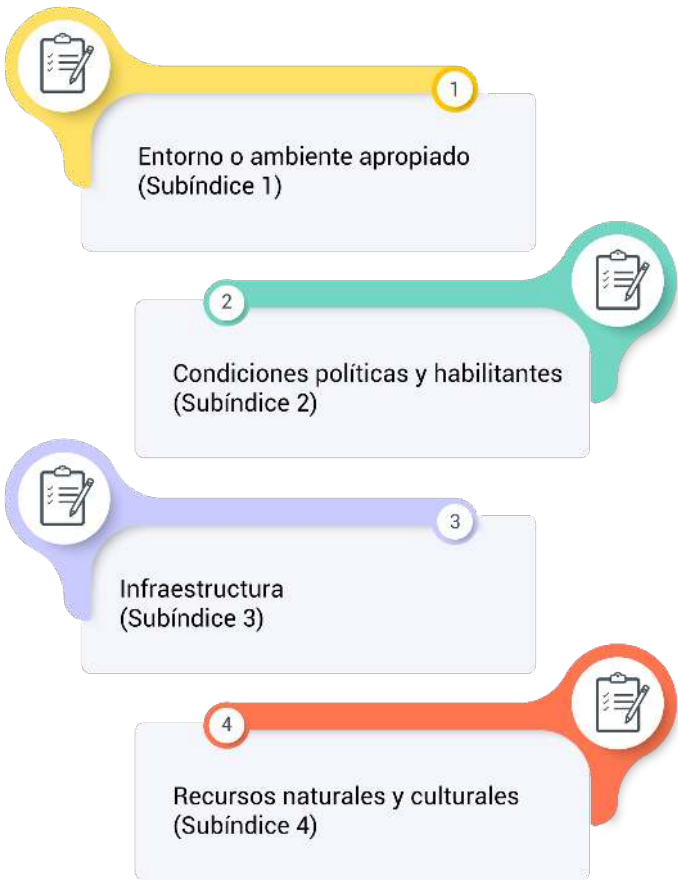 1
Entorno o ambiente apropiado
(Subíndice 1)
2
Condiciones políticas y habilitantes
(Subíndice 2)
3
Infraestructura
(Subíndice 3)
4
Recursos naturales y culturales
(Subíndice 4)